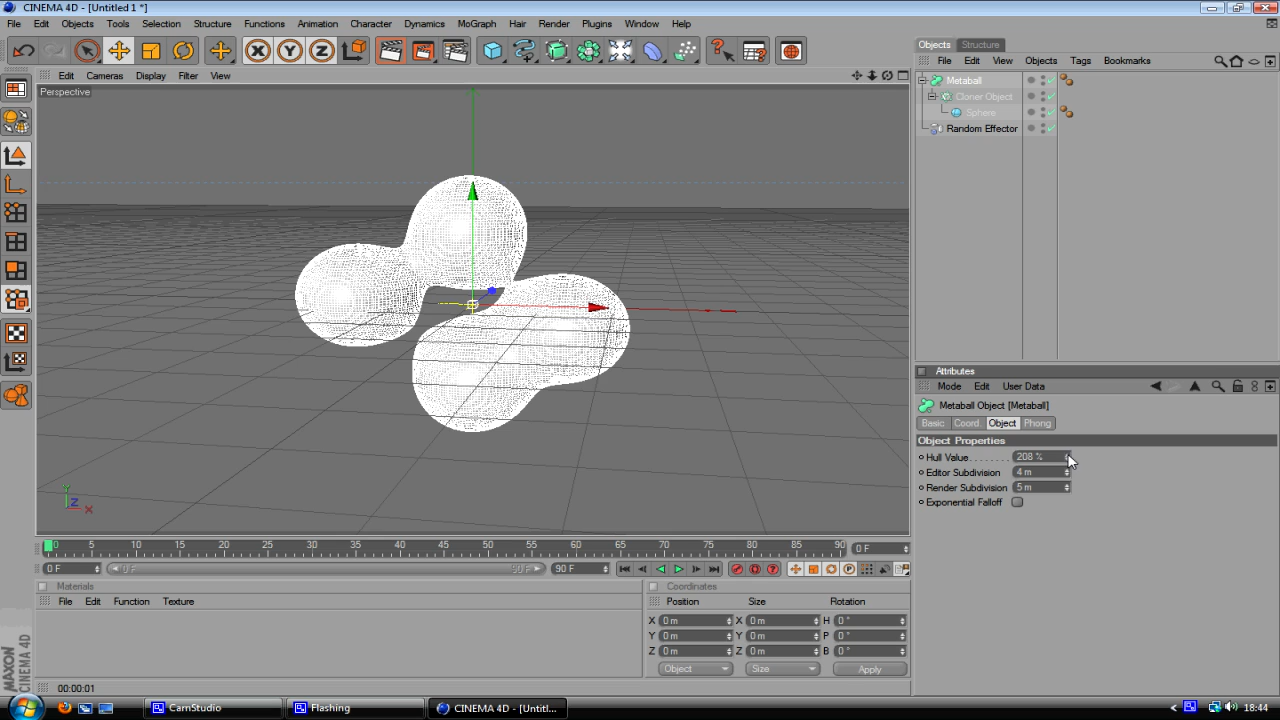 CINEMA 4D - [Untitled 1 *]
File Edit Objects Tools Selection Structure Functions Animation Character Dynamics MoGraph Hair Render Plugins Window Help
Edit Cameras Display Filter View
Perspective
Y
Z
X
0 5 10 15 20 25 30 35 40 45 50 55 60 65 70 75 80 85 90
0 F
0 F
0 F
90 F
90 F
Materials
File Edit Function Texture
Coordinates
Position Size Rotation
X 0 m X 0 m H 0 °
Y 0 m Y 0 m P 0 °
Z 0 m Z 0 m B 0 °
Object Size Apply
00:00:01
MAXON
CINEMA 4D
Objects Structure
File Edit View Objects Tags Bookmarks
Metaball
Cloner Object
Sphere
Random Effector
Attributes
Mode Edit User Data
Metaball Object [Metaball]
Basic Coord. Object Phong
Object Properties
Hull Value 208 %
Editor Subdivision 4 m
Render Subdivision 5 m
Exponential Falloff
CamStudio
Flashing
CINEMA 4D - [Untitl...
18:44